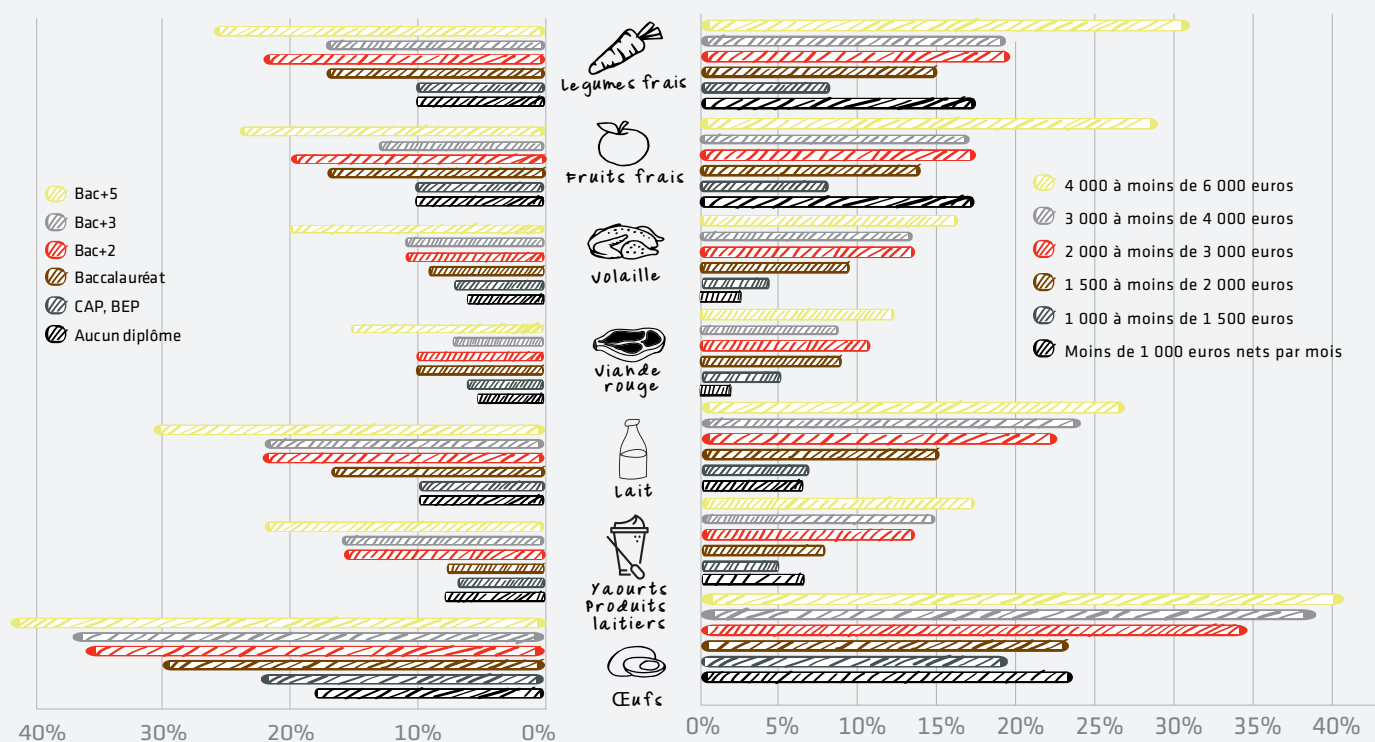 Legumes frais
Fruits frais
Volaille
Viande
rouge
Lait
Yaourts
Produits
laitiers
Œufs
Bac+5
Bac+3
Bac+2
Baccalauréat
CAP, BEP
Aucun diplôme
4 000 à moins de 6 000 euros
3 000 à moins de 4 000 euros
2 000 à moins de 3 000 euros
1 500 à moins de 2 000 euros
1 000 à moins de 1 500 euros
Moins de 1 000 euros nets par mois
40% 30% 20% 10% 0%
0% 5% 10% 15% 20% 25% 30% 35% 40%